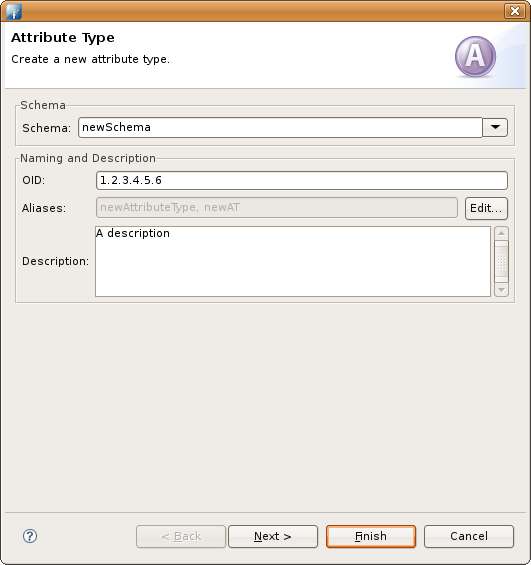 Attribute Type
Create a new attribute type.
A
Schema
Schema: newSchema
Naming and Description
OID: 1.2.3.4.5.6
Aliases: newAttributeType, newAT Edit...
Description: A description
? < Back Next > Finish Cancel